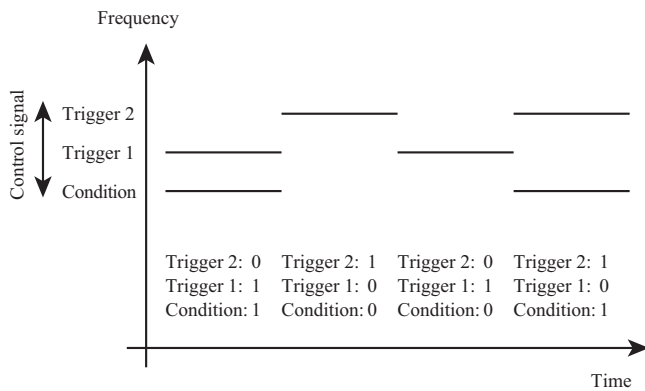 Frequency
Control signal
Trigger 2
Trigger 1
Condition
Trigger 2: 0 Trigger 2: 1 Trigger 2: 0 Trigger 2: 1
Trigger 1: 1 Trigger 1: 0 Trigger 1: 1 Trigger 1: 0
Condition: 1 Condition: 0 Condition: 0 Condition: 1
Time